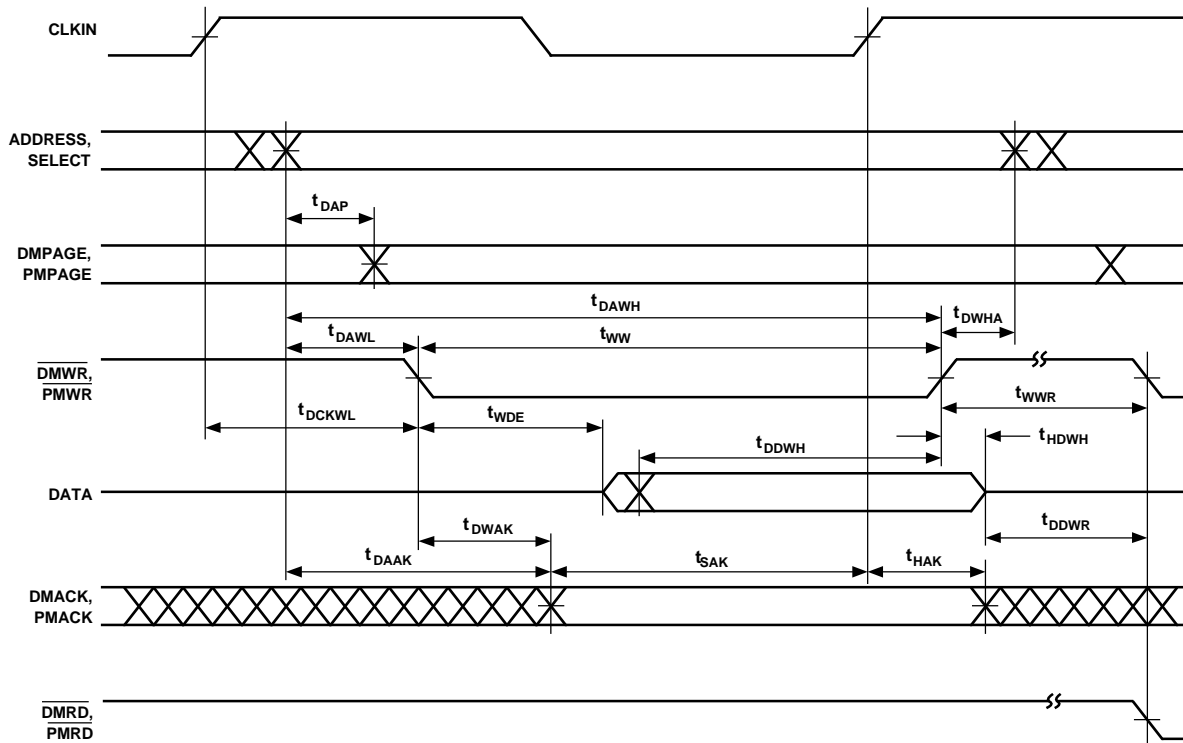 CLKIN
ADDRESS,
SELECT
tDAP
DMPAGE,
PMPAGE
tDAWH
tDWHA
tDAWL
tWW
DMWR,
PMWR
tWWR
tDCKWL
tWDE
tHDWH
tDDWH
DATA
tDWAK
tDDWR
tDAAK
tSAK
tHAK
DMACK,
PMACK
DMRD,
PMRD